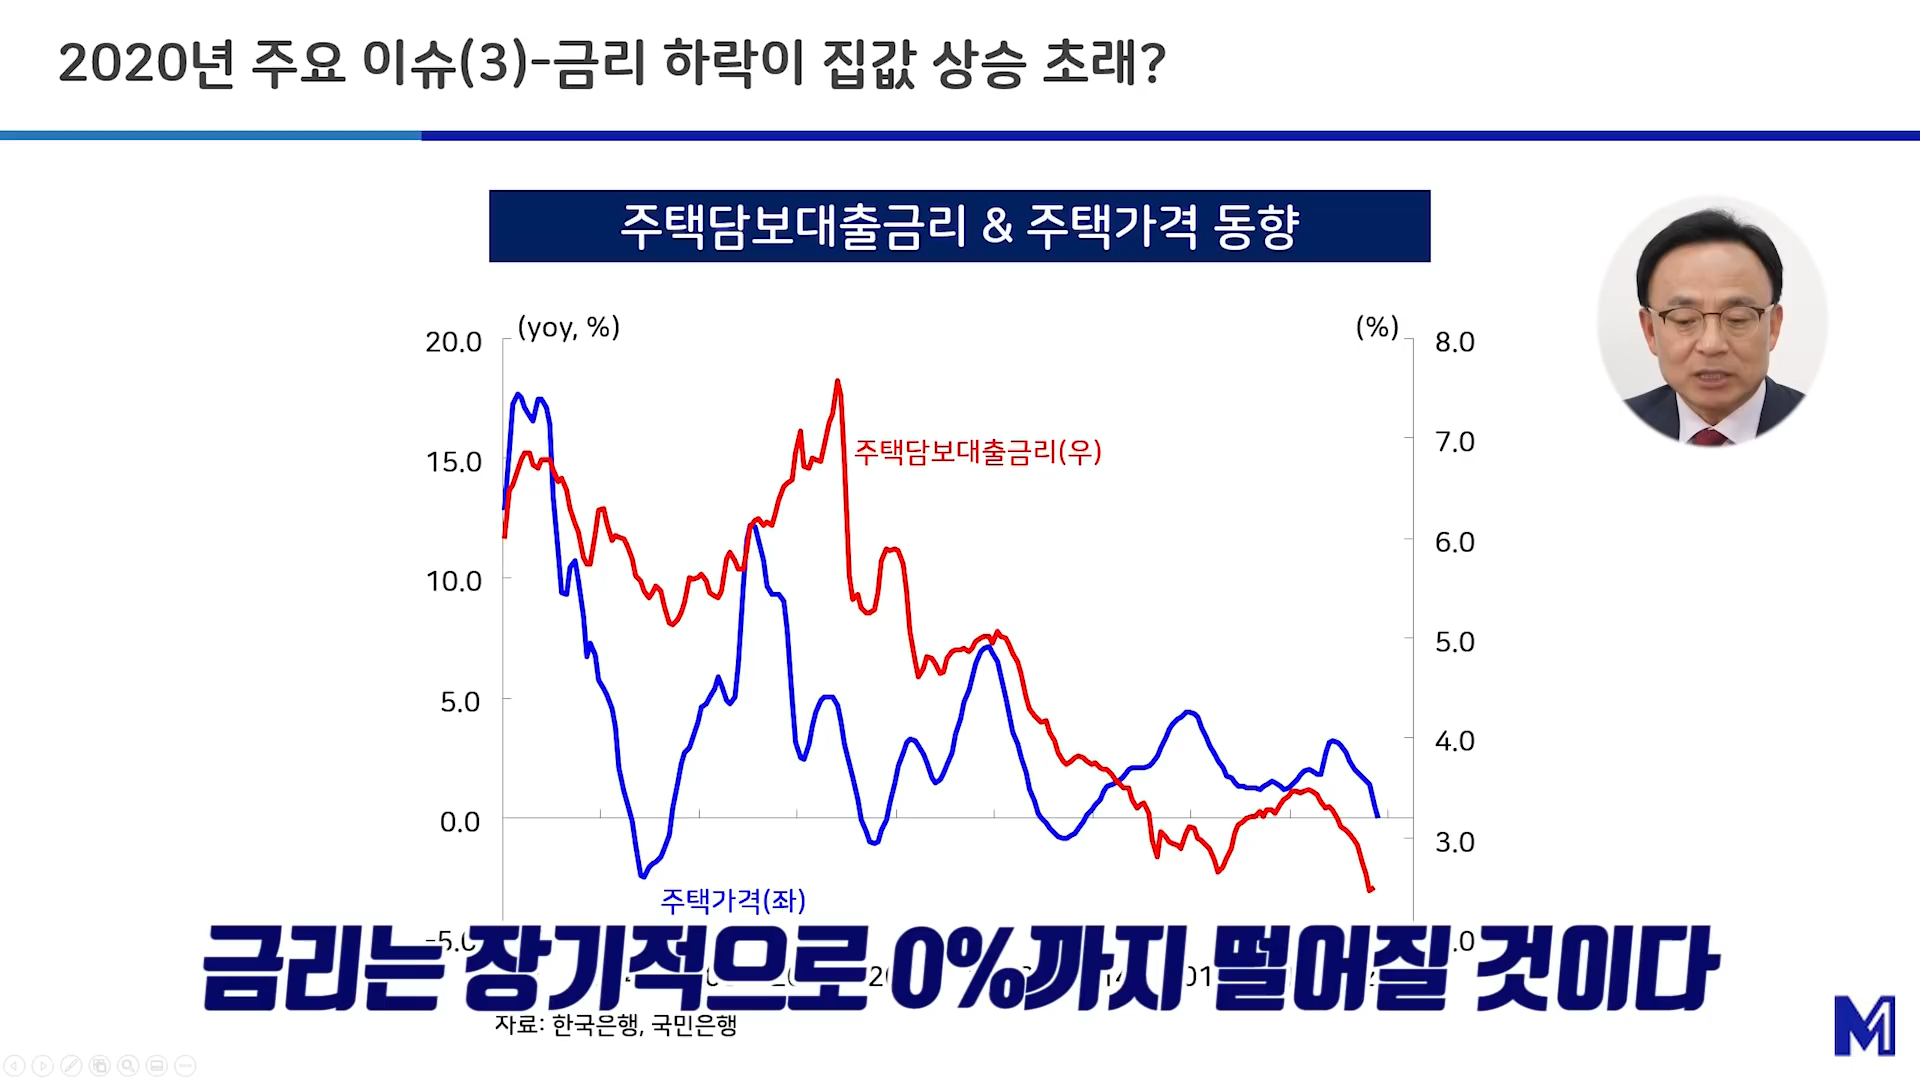 2020년 주요 이슈(3)-금리 하락이 집값 상승 초래?
주택담보대출금리 & 주택가격 동향
(yoy, %)
(%)
20.0
8.0
7.0
주택담보대출금리(우)
15.0
6.0
10.0
5.0
5.0
4.0
0.0
3.0
주택가격(좌)
금리는 장기적으로 0%까지 떨어질 것이다
자료: 한국은행, 국민은행